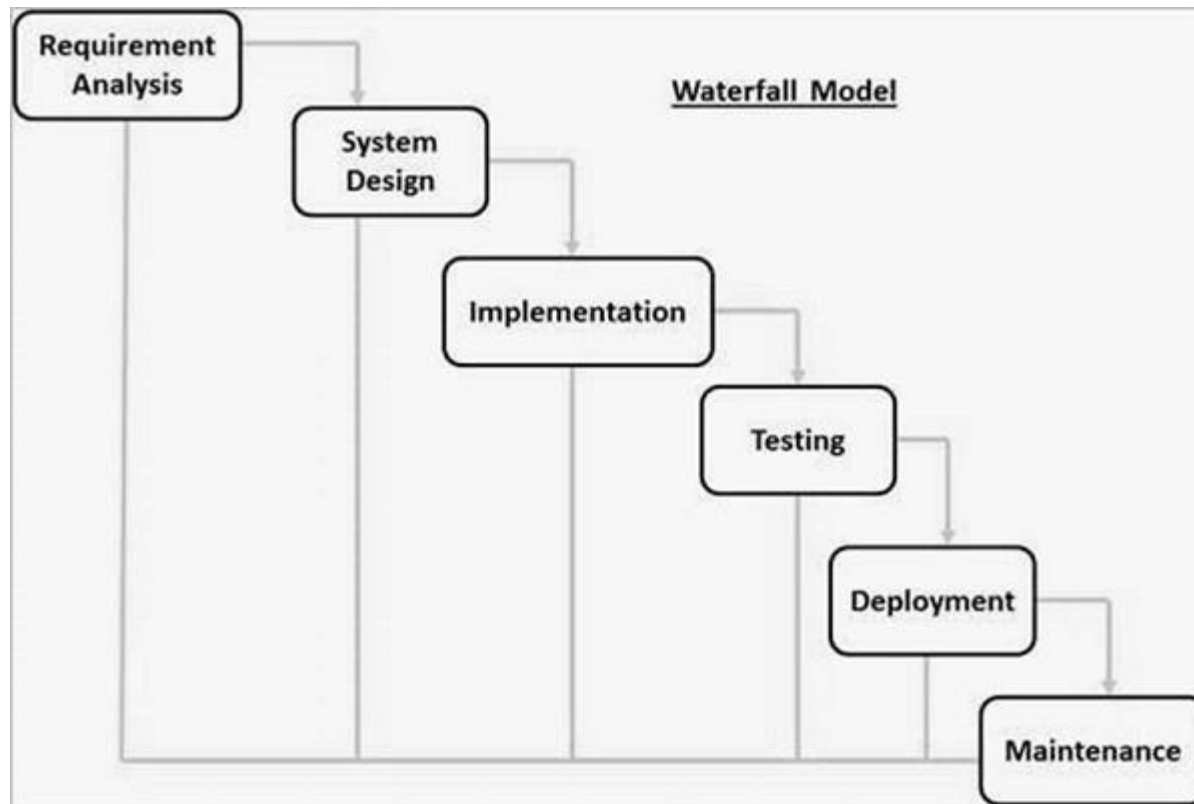 Requirement
Analysis
Waterfall Model
System
Design
Implementation
Testing
Deployment
Maintenance